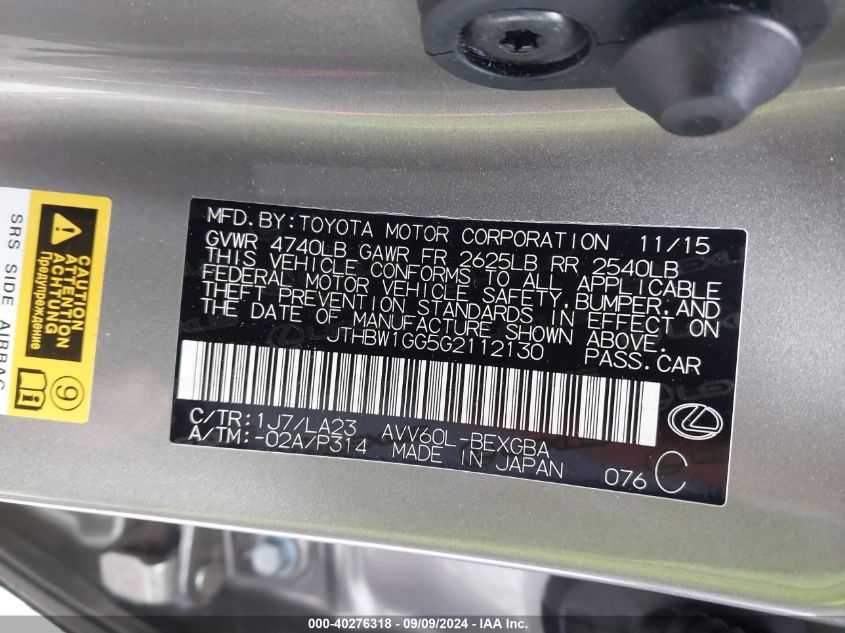 MFD. BY: TOYOTA MOTOR CORPORATION 11/15
GVWR 4740LB GAWR FR 2625LB RR 2540LB
THIS VEHICLE CONFORMS TO ALL APPLICABLE
FEDERAL MOTOR VEHICLE SAFETY, BUMPER, AND
THEFT PREVENTION STANDARDS IN EFFECT ON
THE DATE OF MANUFACTURE SHOWN ABOVE.
JTHBW1GG5G2112130 PASS. CAR
C/TR: 1J7/LA23 AVV60L-BEXGBA
A/TM: -02A/P314 MADE IN JAPAN 076 C
CAUTION
ATTENTION
ACHTUNG
Предупреждение
9
SRS SIDE AIRBAG
000-40276318 - 09/09/2024 - IAA Inc.